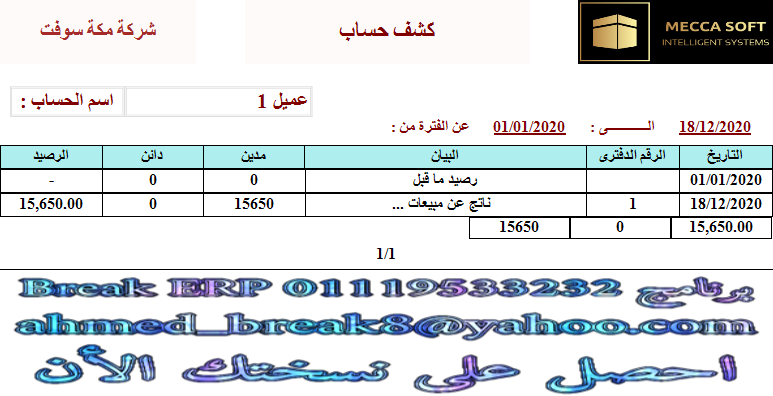 شركة مكة سوفت
كشف حساب
MECCA SOFT
INTELLIGENT SYSTEMS
اسم الحساب : عميل 1
عن الفترة من : 01/01/2020 الــــــــى : 18/12/2020
التاريخ الرقم الدفترى البيان مدين دائن الرصيد
01/01/2020 رصيد ما قبل 0 0 -
18/12/2020 1 ناتج عن مبيعات ... 15650 0 15,650.00
15650 0 15,650.00
1/1
برنامج Break ERP 01119533232
ahmed_break8@yahoo.com
احصل على نسختك الأن